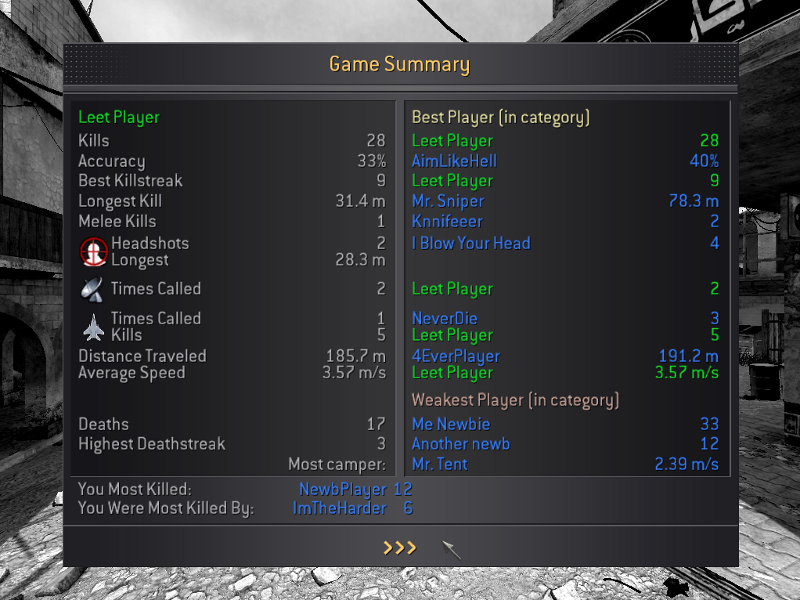 Game Summary
Leet Player
Kills 28
Accuracy 33%
Best Killstreak 9
Longest Kill 31.4 m
Melee Kills 1
Headshots 2
Longest 28.3 m
Times Called 2
Times Called 1
Kills 5
Distance Traveled 185.7 m
Average Speed 3.57 m/s
Deaths 17
Highest Deathstreak 3
Most camper:
Best Player (in category)
Leet Player 28
AimLikeHell 40%
Leet Player 9
Mr. Sniper 78.3 m
Knnifeeer 2
I Blow Your Head 4
Leet Player 2
NeverDie 3
Leet Player 5
4EverPlayer 191.2 m
Leet Player 3.57 m/s
Weakest Player (in category)
Me Newbie 33
Another newb 12
Mr. Tent 2.39 m/s
You Most Killed: NewbPlayer 12
You Were Most Killed By: ImTheHarder 6
>>>